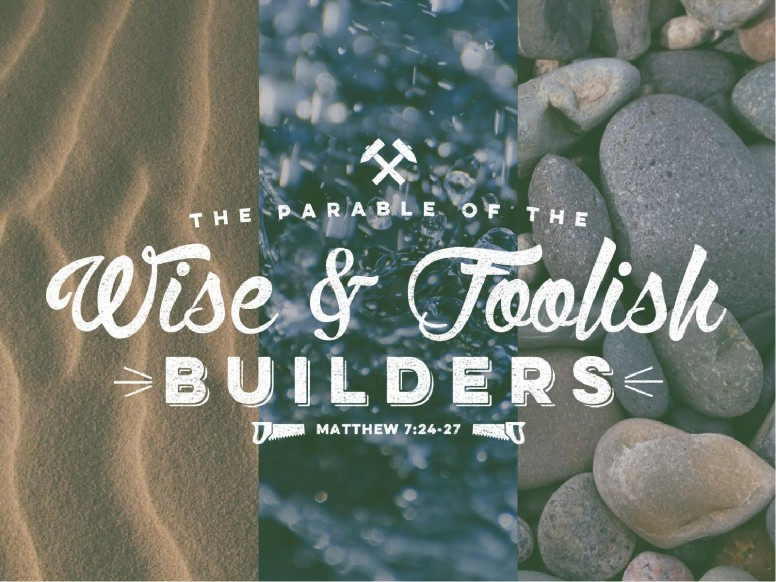 THE PARABLE OF THE
Wise & Foolish
BUILDERS
MATTHEW 7:24-27